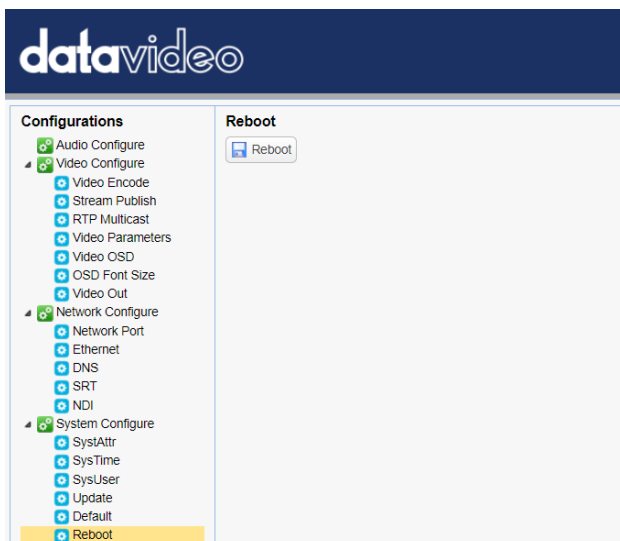 datavideo
Configurations
Audio Configure
Video Configure
Video Encode
Stream Publish
RTP Multicast
Video Parameters
Video OSD
OSD Font Size
Video Out
Network Configure
Network Port
Ethernet
DNS
SRT
NDI
System Configure
SystAttr
SysTime
SysUser
Update
Default
Reboot
Reboot
Reboot